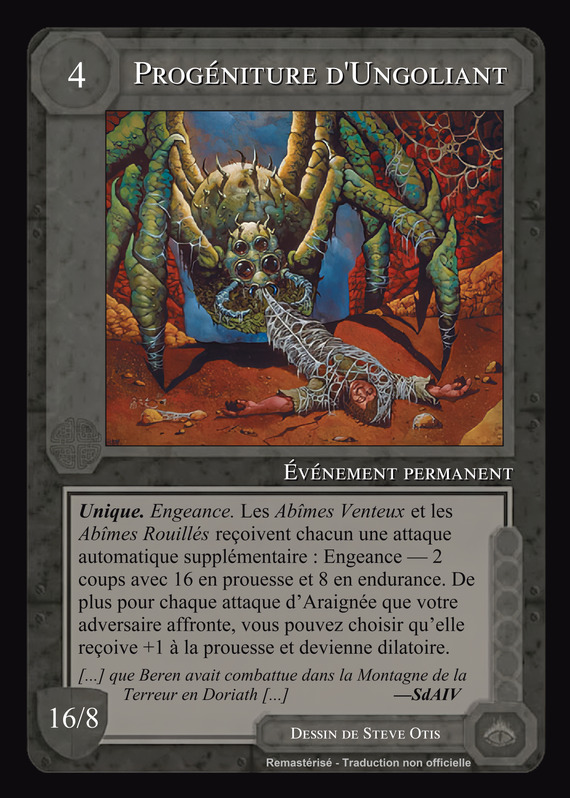 4
Progéniture d'Ungoliant
Événement permanent
Unique. Engeance. Les Abîmes Venteux et les
Abîmes Rouillés reçoivent chacun une attaque
automatique supplémentaire : Engeance — 2
coups avec 16 en prouesse et 8 en endurance. De
plus pour chaque attaque d’Araignée que votre
adversaire affronte, vous pouvez choisir qu’elle
reçoive +1 à la prouesse et devienne dilatoire.
[...] que Beren avait combattue dans la Montagne de la
Terreur en Doriath [...] —SdAIV
16/8
Dessin de Steve Otis
Remastérisé - Traduction non officielle